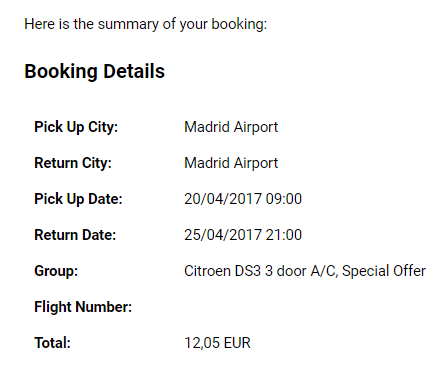 Here is the summary of your booking:
Booking Details
Pick Up City: Madrid Airport
Return City: Madrid Airport
Pick Up Date: 20/04/2017 09:00
Return Date: 25/04/2017 21:00
Group: Citroen DS3 3 door A/C, Special Offer
Flight Number:
Total: 12,05 EUR